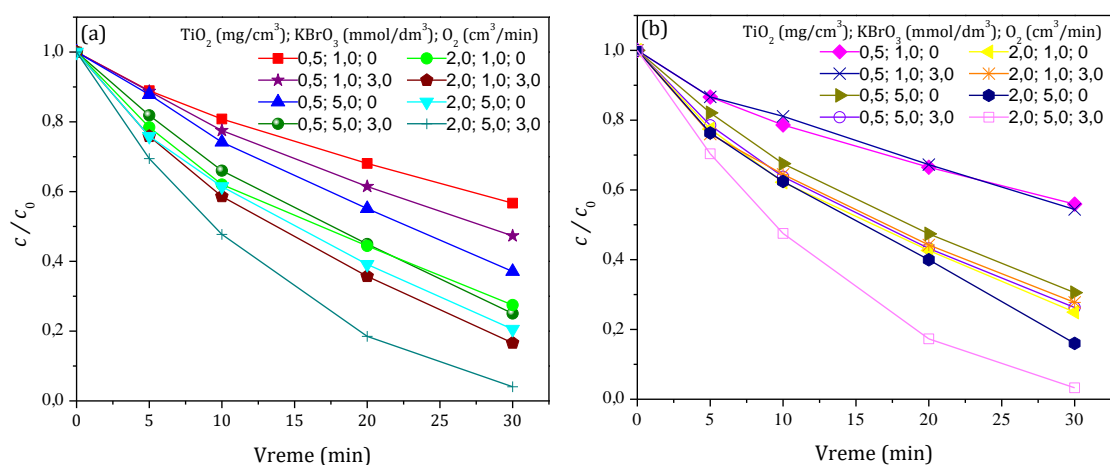 (a)
TiO₂ (mg/cm³); KBrO₃ (mmol/dm³); O₂ (cm³/min)
0,5; 1,0; 0
2,0; 1,0; 0
0,5; 1,0; 3,0
2,0; 1,0; 3,0
0,5; 5,0; 0
2,0; 5,0; 0
0,5; 5,0; 3,0
2,0; 5,0; 3,0
c / c₀
1,0
0,8
0,6
0,4
0,2
0,0
0 5 10 20 30
Vreme (min)
(b)
TiO₂ (mg/cm³); KBrO₃ (mmol/dm³); O₂ (cm³/min)
0,5; 1,0; 0
2,0; 1,0; 0
0,5; 1,0; 3,0
2,0; 1,0; 3,0
0,5; 5,0; 0
2,0; 5,0; 0
0,5; 5,0; 3,0
2,0; 5,0; 3,0
c / c₀
1,0
0,8
0,6
0,4
0,2
0,0
0 5 10 20 30
Vreme (min)